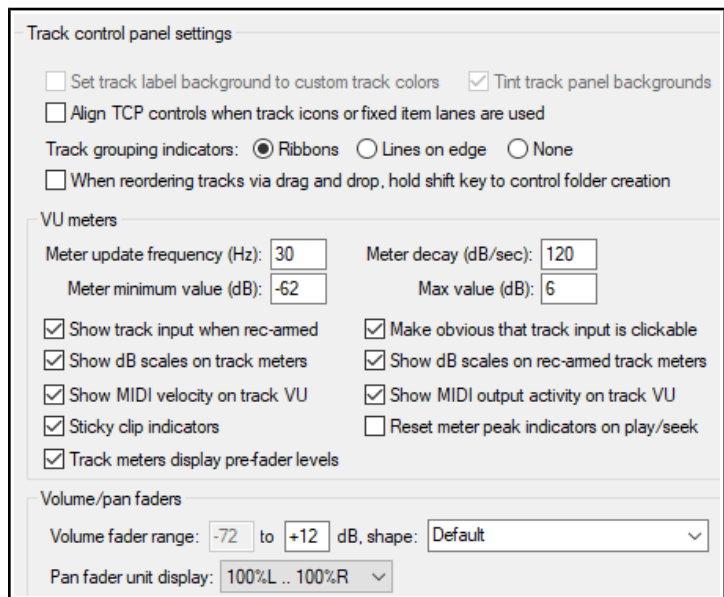 Track control panel settings
Set track label background to custom track colors Tint track panel backgrounds
Align TCP controls when track icons or fixed item lanes are used
Track grouping indicators: Ribbons Lines on edge None
When reordering tracks via drag and drop, hold shift key to control folder creation
VU meters
Meter update frequency (Hz): 30 Meter decay (dB/sec): 120
Meter minimum value (dB): -62 Max value (dB): 6
Show track input when rec-armed Make obvious that track input is clickable
Show dB scales on track meters Show dB scales on rec-armed track meters
Show MIDI velocity on track VU Show MIDI output activity on track VU
Sticky clip indicators Reset meter peak indicators on play/seek
Track meters display pre-fader levels
Volume/pan faders
Volume fader range: -72 to +12 dB, shape: Default
Pan fader unit display: 100%L .. 100%R